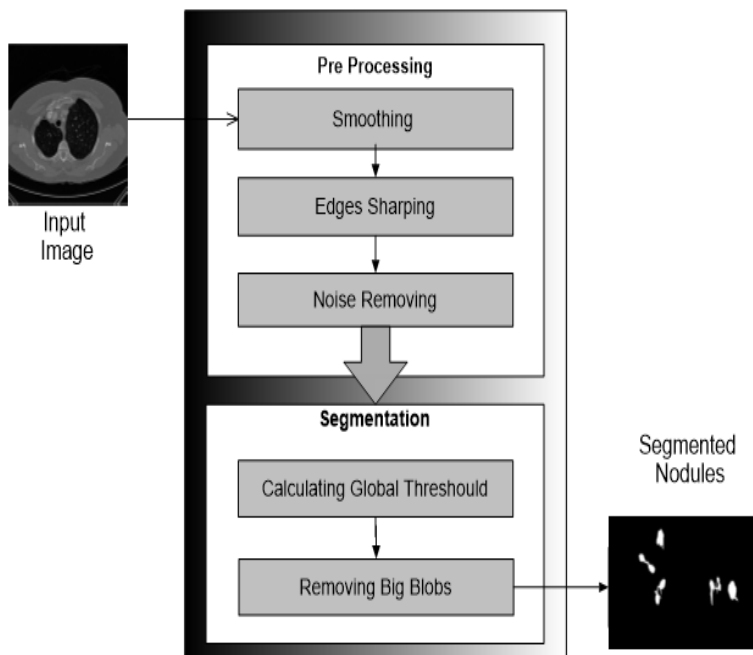 Pre Processing
Smoothing
Input
Image
Edges Sharping
Noise Removing
Segmentation
Calculating Global Threshould
Removing Big Blobs
Segmented
Nodules